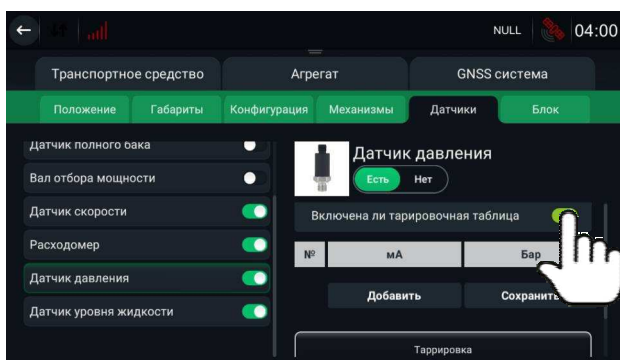 NULL 04:00
Транспортное средство Агрегат GNSS система
Положение Габариты Конфигурация Механизмы Датчики Блок
Датчик полного бака
Вал отбора мощности
Датчик скорости
Расходомер
Датчик давления
Датчик уровня жидкости
Датчик давления
Есть Нет
Включена ли тарировочная таблица
№ мА Бар
Добавить Сохранить
Таррировка